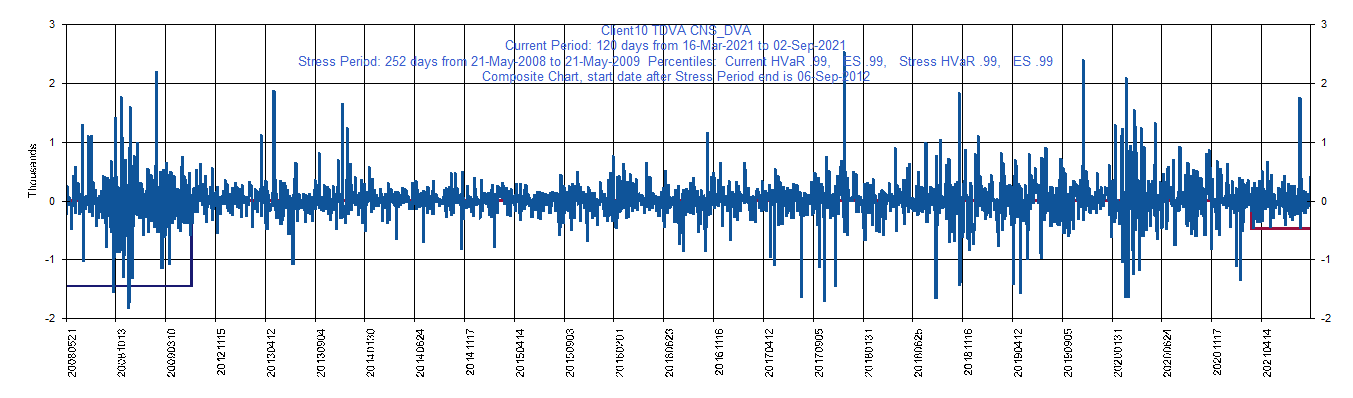 Client10 TDVA CNS_DVA
Current Period: 120 days from 16-Mar-2021 to 02-Sep-2021
Stress Period: 252 days from 21-May-2008 to 21-May-2009 Percentiles: Current HVaR .99, ES .99, Stress HVaR .99, ES .99
Composite Chart, start date after Stress Period end is 06-Sep-2012
Thousands
3 3
2 2
1 1
0 0
-1 -1
-2 -2
20080521 20081013 20090310 20121115 20130412 20130904 20140130 20140624 20141117 20150414 20150903 20160201 20160623 20161116 20170412 20170905 20180131 20180625 20181116 20190412 20190905 20200131 20200624 20201117 20210414